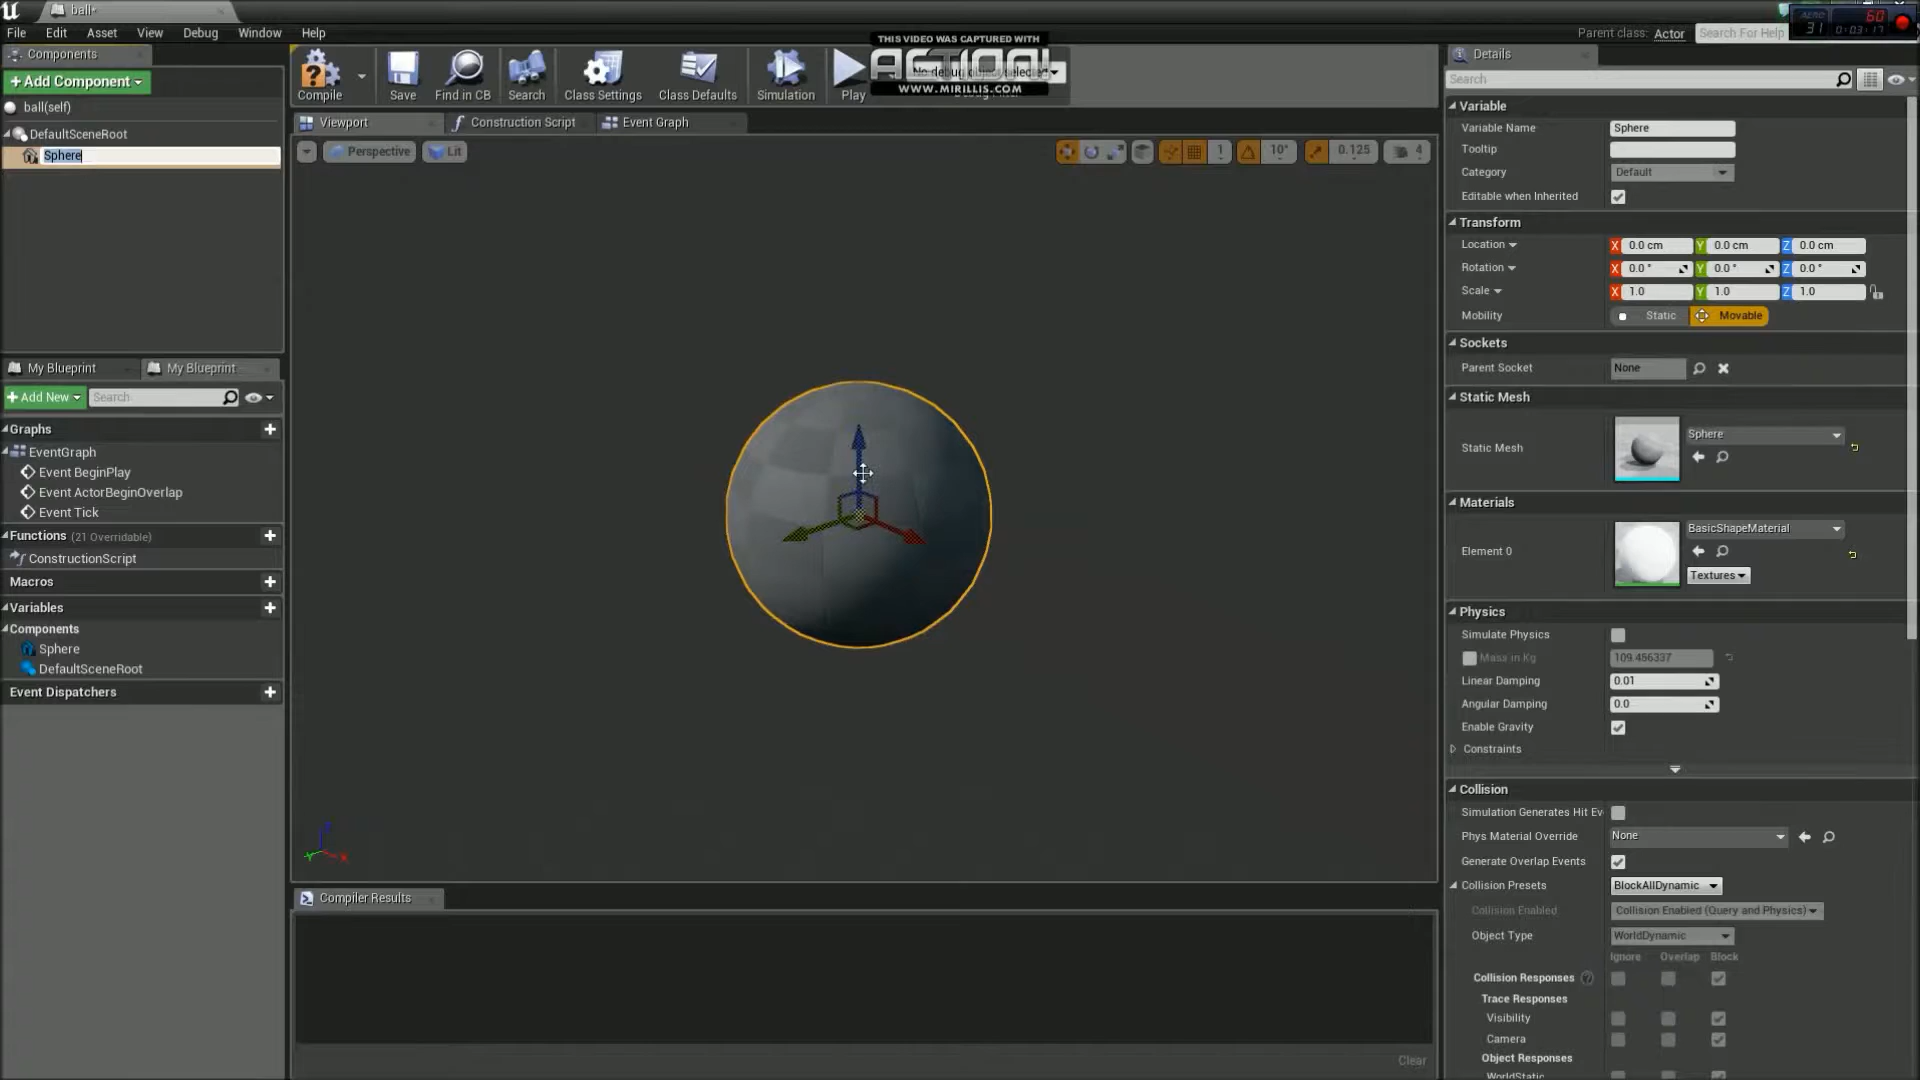 ball*
File Edit Asset View Debug Window Help
Parent class: Actor
Search For Help
60
31
THIS VIDEO WAS CAPTURED WITH
ACTION!
WWW.MIRILLIS.COM
Components
Add Component
ball(self)
DefaultSceneRoot
Sphere
Compile
Save
Find in CB
Search
Class Settings
Class Defaults
Simulation
Play
No debug object selected
Viewport
Construction Script
Event Graph
Perspective
Lit
1
10°
0.125
4
My Blueprint
My Blueprint
Add New
Search
Graphs
EventGraph
Event BeginPlay
Event ActorBeginOverlap
Event Tick
Functions (21 Overridable)
ConstructionScript
Macros
Variables
Components
Sphere
DefaultSceneRoot
Event Dispatchers
Z
Y
X
Compiler Results
Clear
Details
Search
Variable
Variable Name Sphere
Tooltip
Category Default
Editable when Inherited
Transform
Location X 0.0 cm Y 0.0 cm Z 0.0 cm
Rotation X 0.0 ° Y 0.0 ° Z 0.0 °
Scale X 1.0 Y 1.0 Z 1.0
Mobility Static Movable
Sockets
Parent Socket None
Static Mesh
Static Mesh Sphere
Materials
Element 0 BasicShapeMaterial
Textures
Physics
Simulate Physics
Mass in Kg 109.456337
Linear Damping 0.01
Angular Damping 0.0
Enable Gravity
Constraints
Collision
Simulation Generates Hit Ev
Phys Material Override None
Generate Overlap Events
Collision Presets BlockAllDynamic
Collision Enabled Collision Enabled (Query and Physics)
Object Type WorldDynamic
Ignore Overlap Block
Collision Responses
Trace Responses
Visibility
Camera
Object Responses
WorldStatic